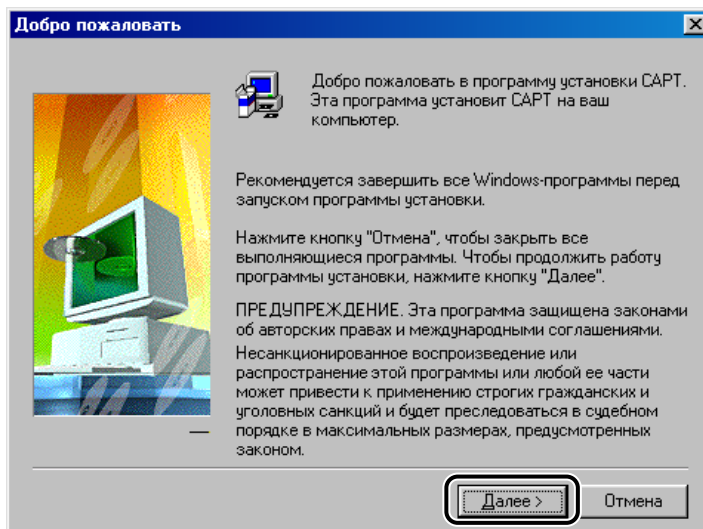 Добро пожаловать
Добро пожаловать в программу установки CAPT.
Эта программа установит CAPT на ваш
компьютер.
Рекомендуется завершить все Windows-программы перед
запуском программы установки.
Нажмите кнопку "Отмена", чтобы закрыть все
выполняющиеся программы. Чтобы продолжить работу
программы установки, нажмите кнопку "Далее".
ПРЕДУПРЕЖДЕНИЕ. Эта программа защищена законами
об авторских правах и международными соглашениями.
Несанкционированное воспроизведение или
распространение этой программы или любой ее части
может привести к применению строгих гражданских и
уголовных санкций и будет преследоваться в судебном
порядке в максимальных размерах, предусмотренных
законом.
Далее >
Отмена